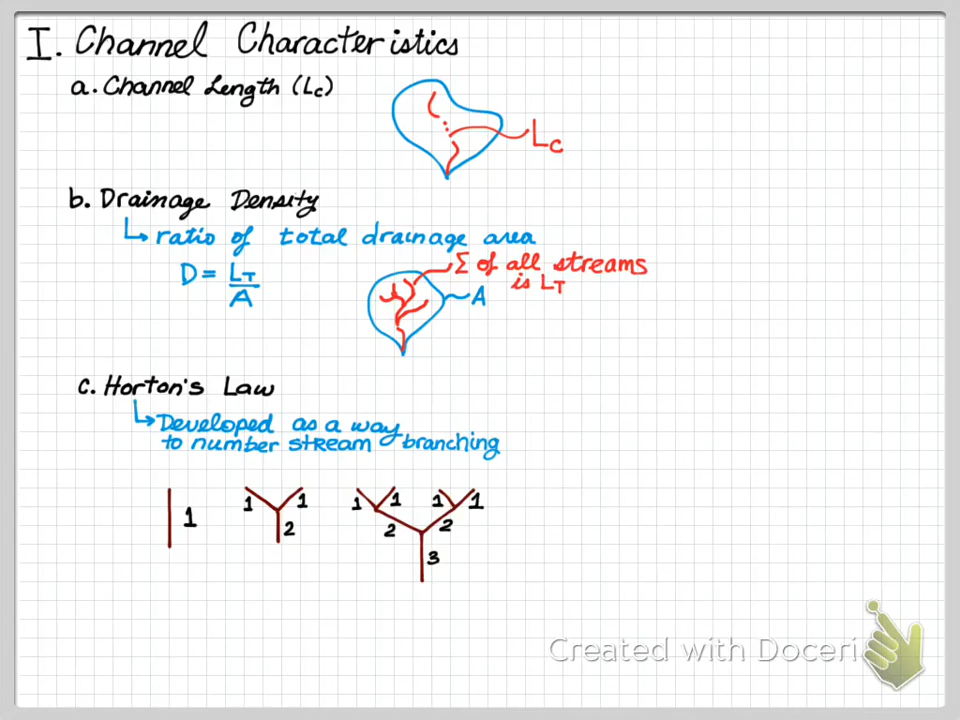 I. Channel Characteristics
a. Channel Length (Lc)
Lc
b. Drainage Density
ratio of total drainage area
D = LT
A
Σ of all streams
is LT
A
c. Horton's Law
Developed as a way
to number stream branching
1 1 1 1 1 1 1
2 2 2
3
Created with Doceri